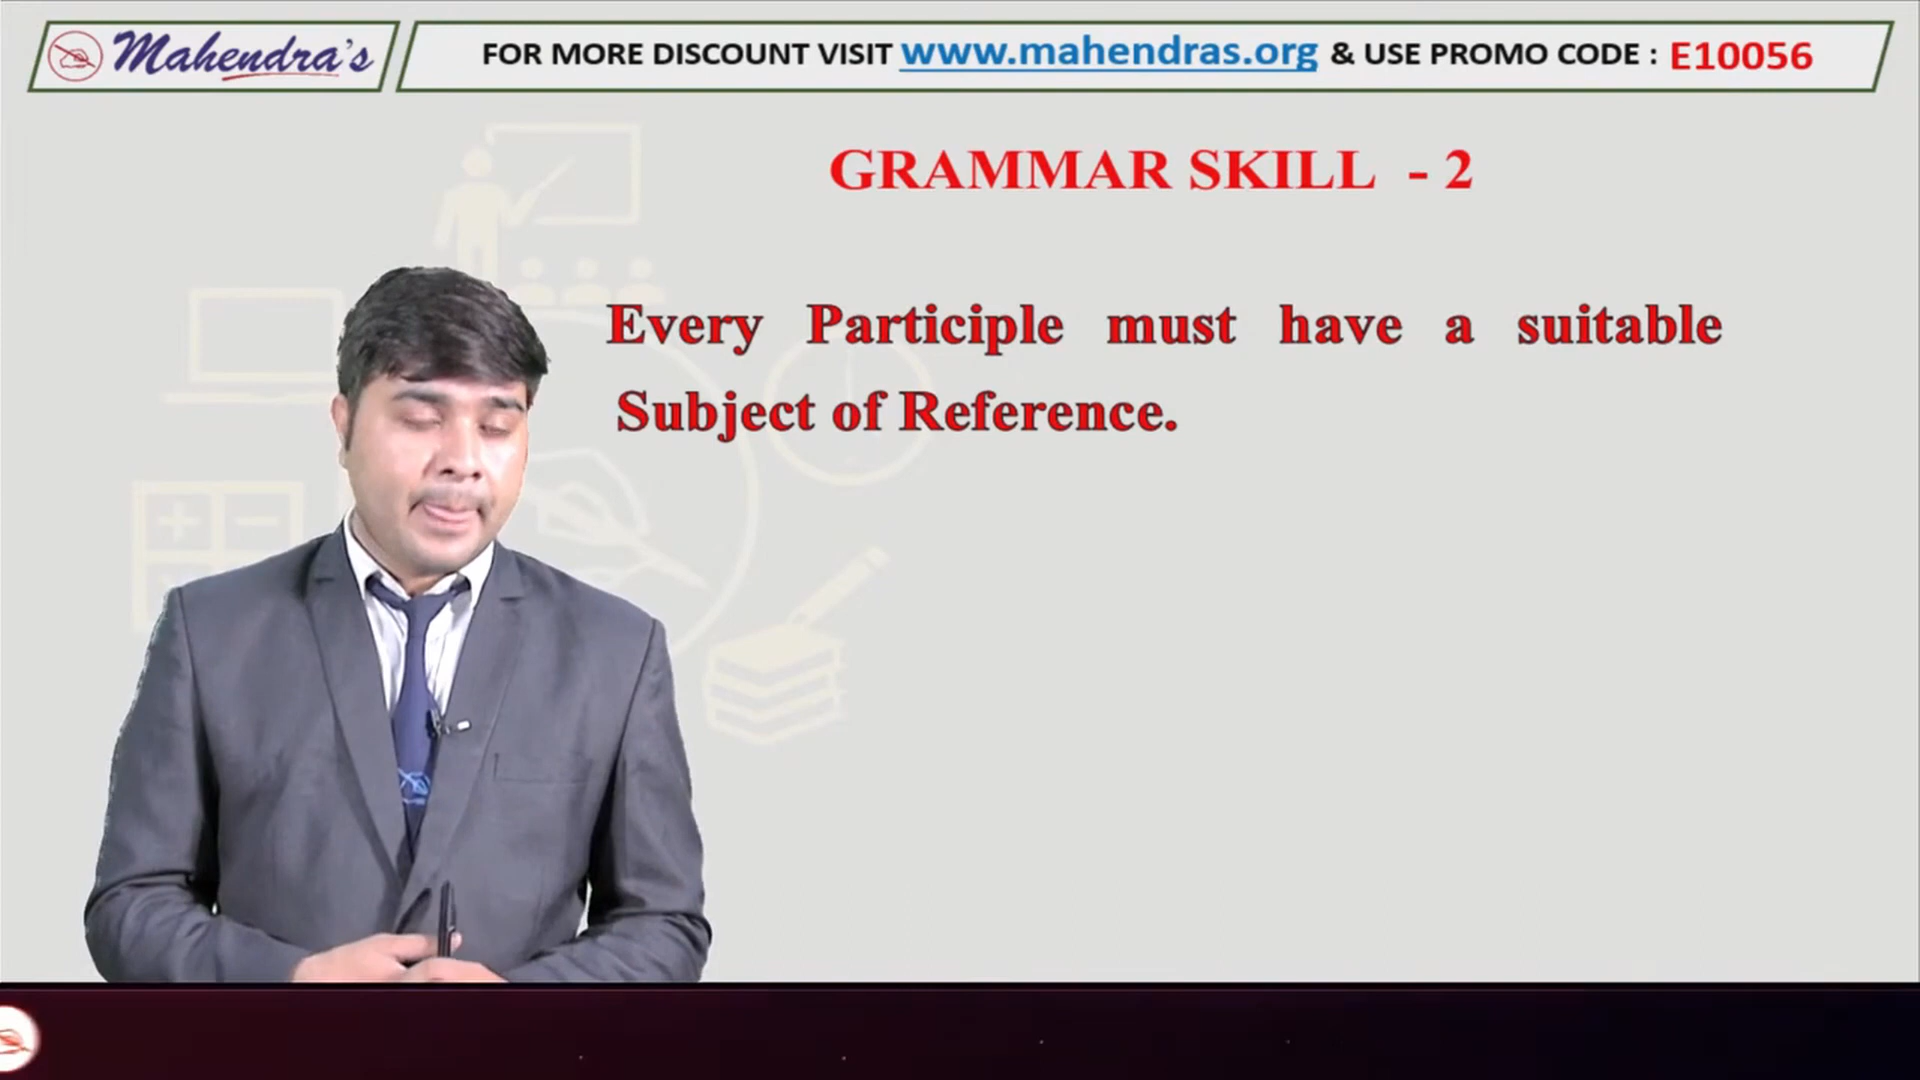 Mahendra's
FOR MORE DISCOUNT VISIT www.mahendras.org & USE PROMO CODE : E10056
GRAMMAR SKILL - 2
Every Participle must have a suitable
Subject of Reference.